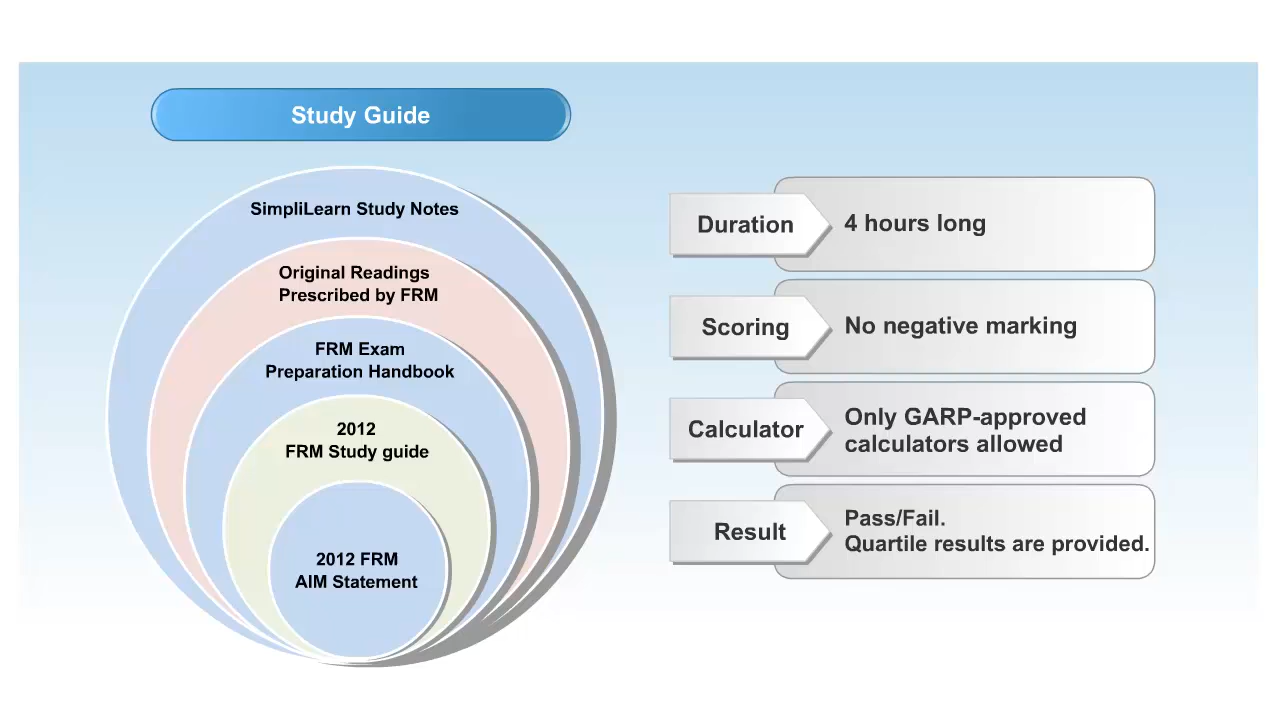 Study Guide
SimpliLearn Study Notes
Original Readings
Prescribed by FRM
FRM Exam
Preparation Handbook
2012
FRM Study guide
2012 FRM
AIM Statement
Duration
4 hours long
Scoring
No negative marking
Calculator
Only GARP-approved
calculators allowed
Result
Pass/Fail.
Quartile results are provided.